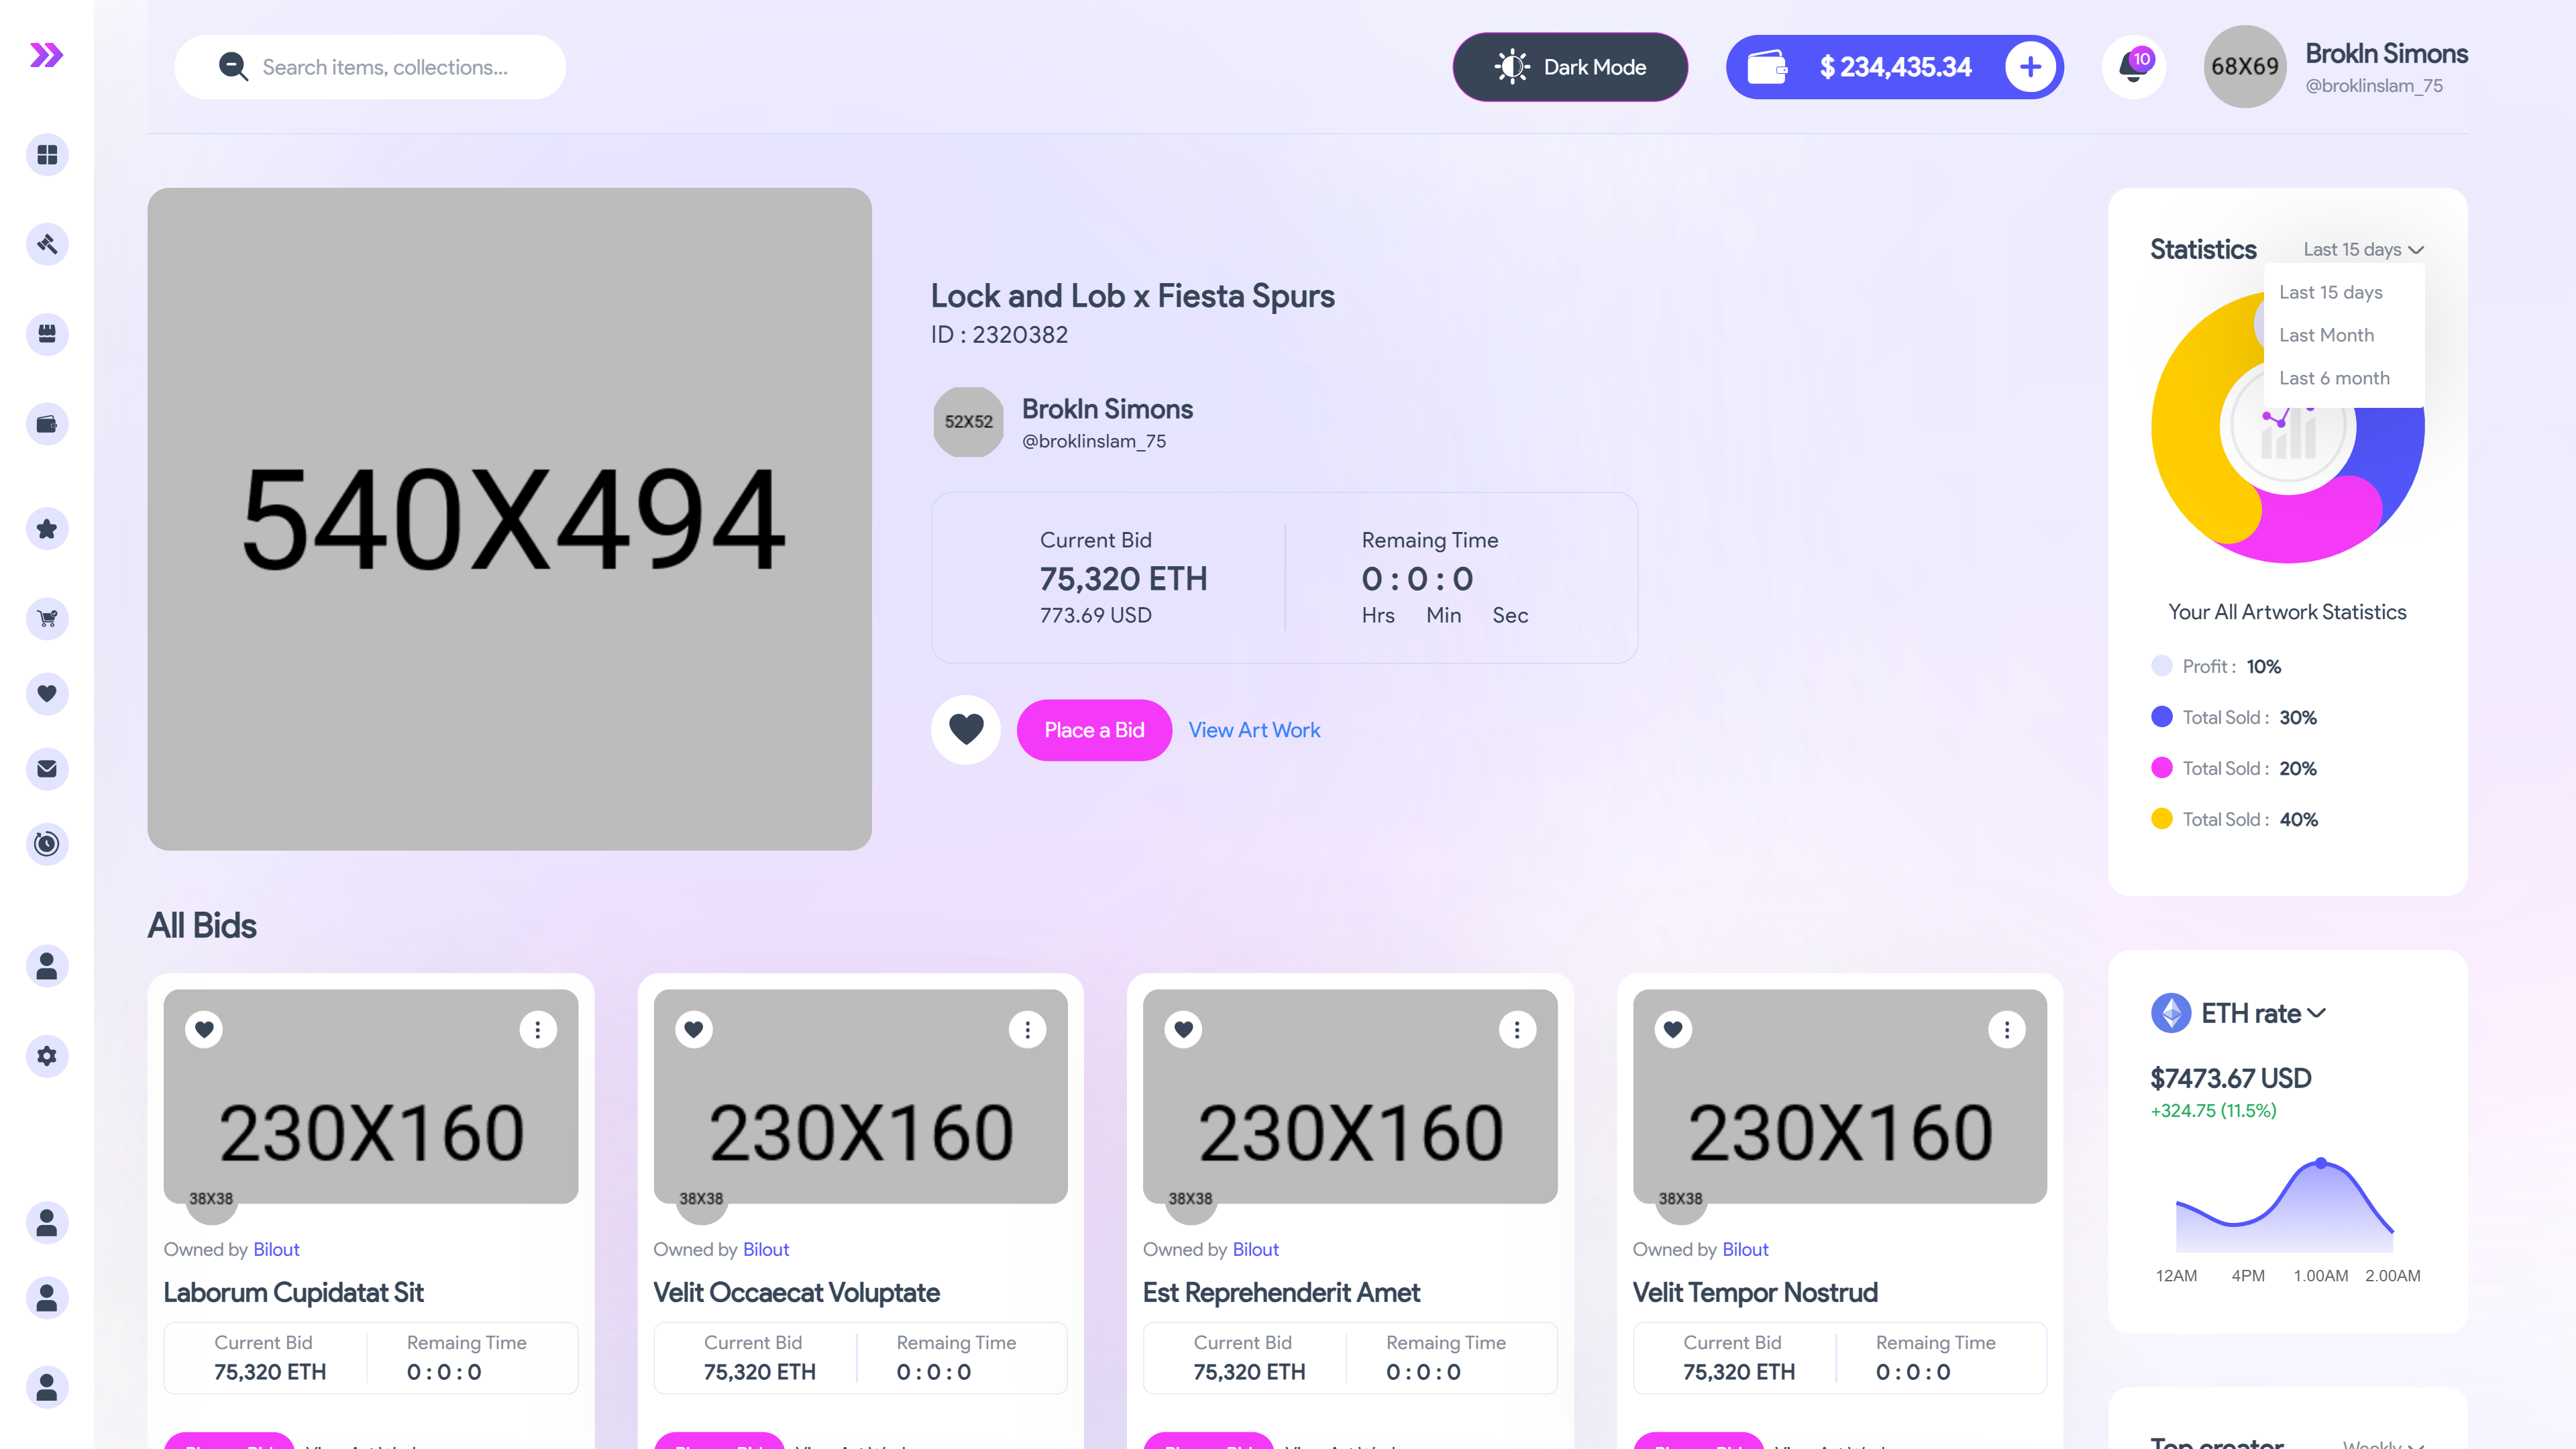 Search items, collections...
Dark Mode
$ 234,435.34
10
68X69
BrokIn Simons
@broklinslam_75
540X494
Lock and Lob x Fiesta Spurs
ID : 2320382
52X52
BrokIn Simons
@broklinslam_75
Current Bid
75,320 ETH
773.69 USD
Remaing Time
0 : 0 : 0
Hrs Min Sec
Place a Bid
View Art Work
Statistics
Last 15 days
Last 15 days
Last Month
Last 6 month
Your All Artwork Statistics
Profit : 10%
Total Sold : 30%
Total Sold : 20%
Total Sold : 40%
All Bids
230X160
38X38
Owned by Bilout
Laborum Cupidatat Sit
Current Bid
75,320 ETH
Remaing Time
0 : 0 : 0
230X160
38X38
Owned by Bilout
Velit Occaecat Voluptate
Current Bid
75,320 ETH
Remaing Time
0 : 0 : 0
230X160
38X38
Owned by Bilout
Est Reprehenderit Amet
Current Bid
75,320 ETH
Remaing Time
0 : 0 : 0
230X160
38X38
Owned by Bilout
Velit Tempor Nostrud
Current Bid
75,320 ETH
Remaing Time
0 : 0 : 0
ETH rate
$7473.67 USD
+324.75 (11.5%)
12AM 4PM 1.00AM 2.00AM
Top creator
Weekly